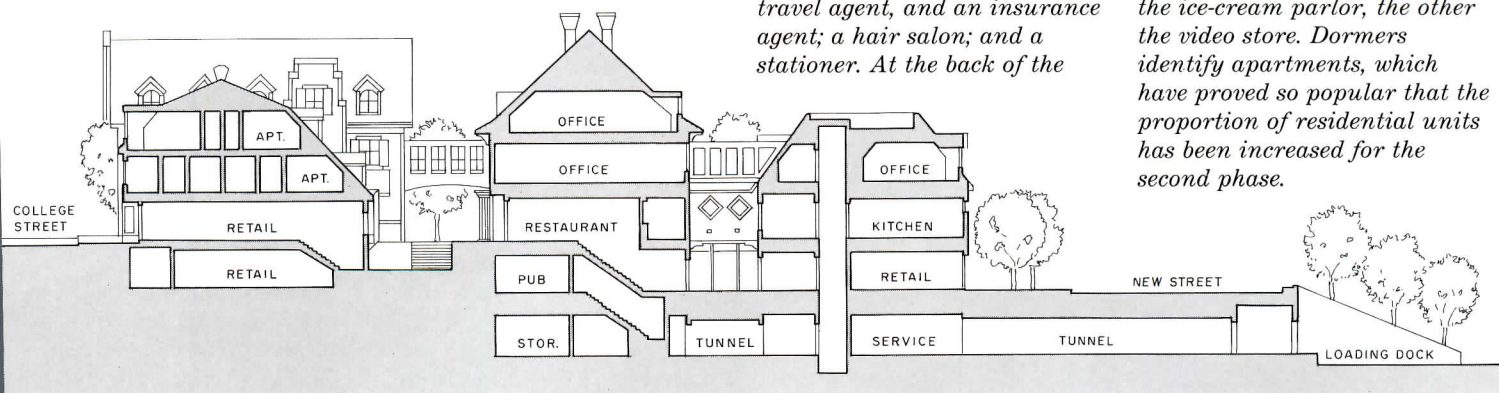 travel agent, and an insurance
agent; a hair salon; and a
stationer. At the back of the
the ice-cream parlor, the other
the video store. Dormers
identify apartments, which
have proved so popular that the
proportion of residential units
has been increased for the
second phase.
COLLEGE
STREET
APT.
APT.
RETAIL
RETAIL
OFFICE
OFFICE
RESTAURANT
PUB
STOR.
TUNNEL
OFFICE
KITCHEN
RETAIL
SERVICE
TUNNEL
NEW STREET
LOADING DOCK